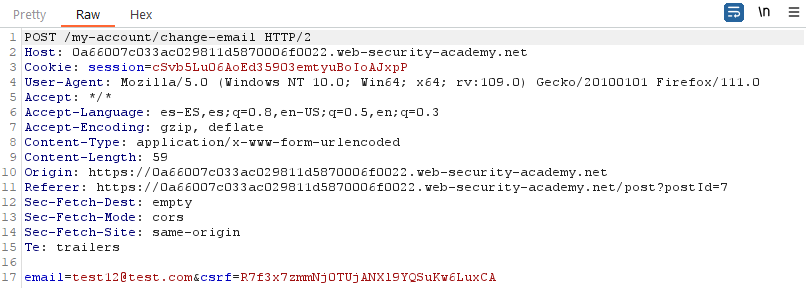 Pretty Raw Hex \n
1 POST /my-account/change-email HTTP/2
2 Host: 0a66007c033ac029811d5870006f0022.web-security-academy.net
3 Cookie: session=cSvb5Lu06AoEd35903emtyuBoIoAJxpP
4 User-Agent: Mozilla/5.0 (Windows NT 10.0; Win64; x64; rv:109.0) Gecko/20100101 Firefox/111.0
5 Accept: */*
6 Accept-Language: es-ES,es;q=0.8,en-US;q=0.5,en;q=0.3
7 Accept-Encoding: gzip, deflate
8 Content-Type: application/x-www-form-urlencoded
9 Content-Length: 59
10 Origin: https://0a66007c033ac029811d5870006f0022.web-security-academy.net
11 Referer: https://0a66007c033ac029811d5870006f0022.web-security-academy.net/post?postId=7
12 Sec-Fetch-Dest: empty
13 Sec-Fetch-Mode: cors
14 Sec-Fetch-Site: same-origin
15 Te: trailers
16
17 email=test12@test.com&csrf=R7f3x7zmmNj0TUjANXl9YQSuKw6LuxCA